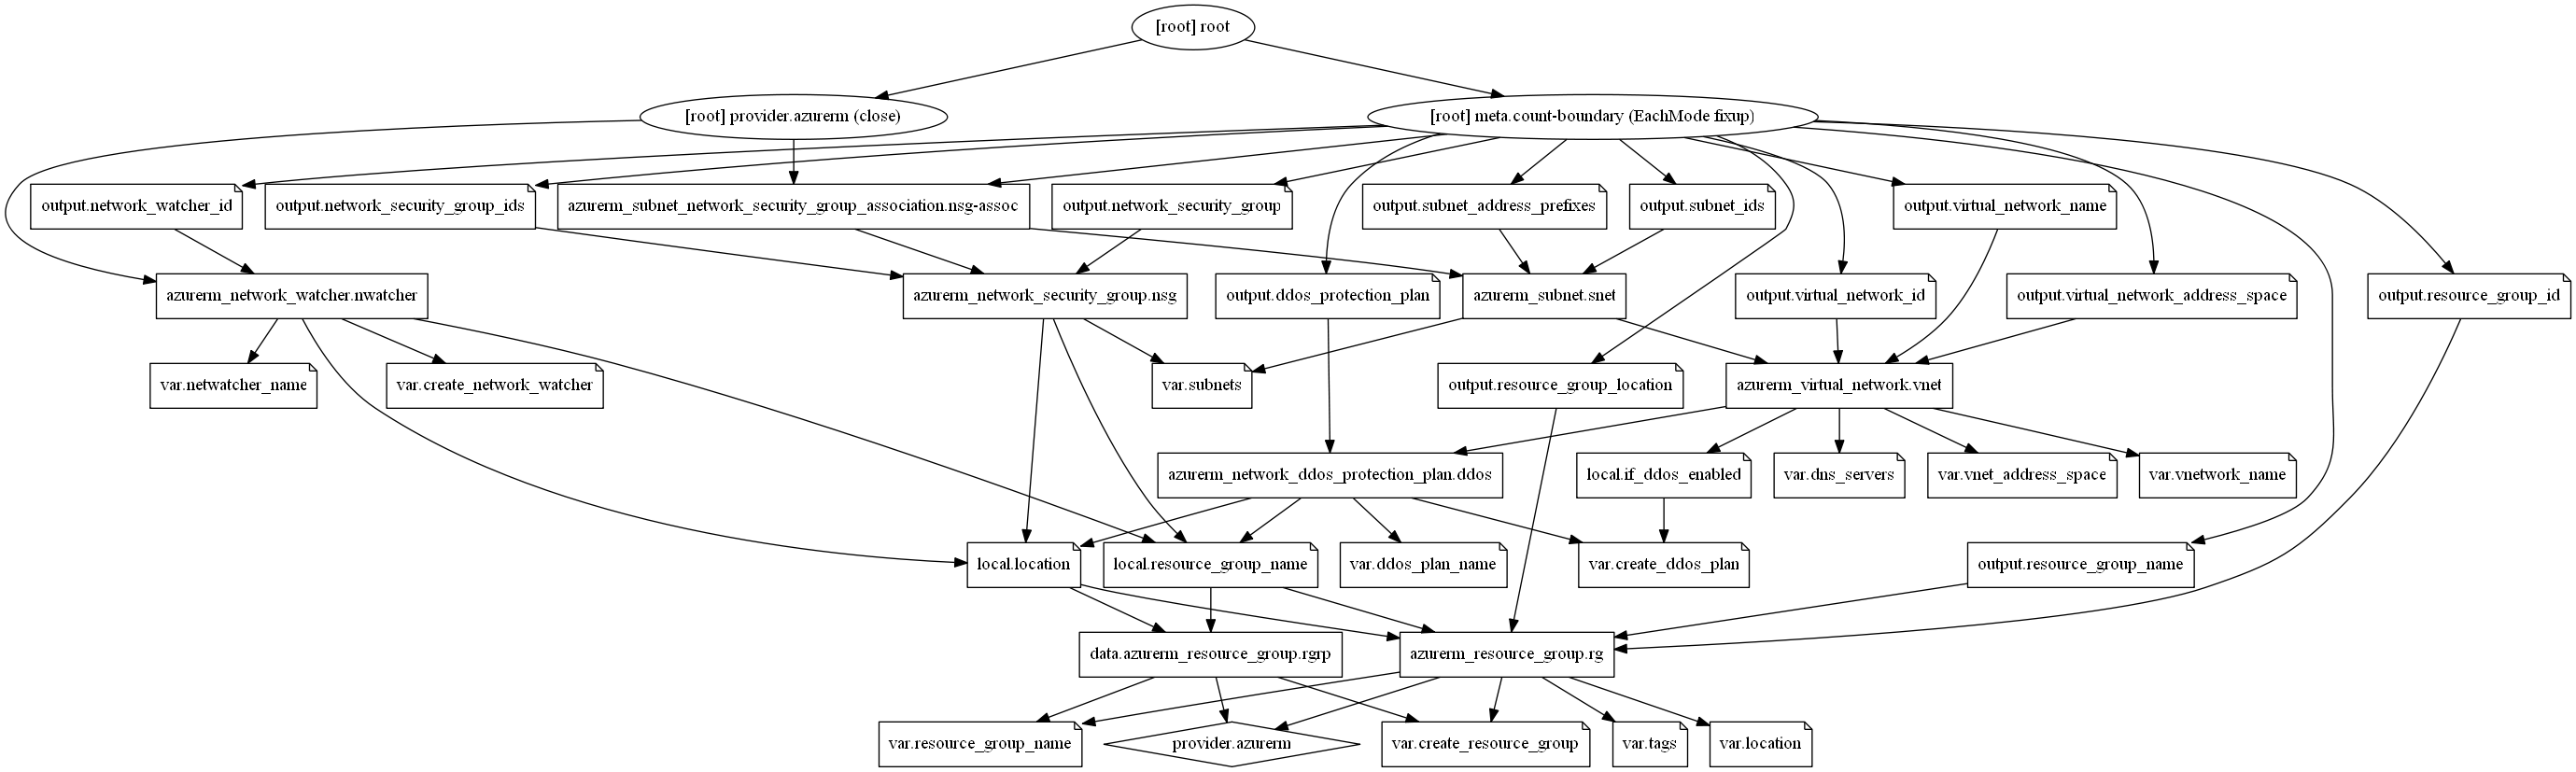 [root] root
[root] provider.azurerm (close)
[root] meta.count-boundary (EachMode fixup)
output.network_watcher_id
output.network_security_group_ids
azurerm_subnet_network_security_group_association.nsg-assoc
output.network_security_group
output.subnet_address_prefixes
output.subnet_ids
output.virtual_network_name
azurerm_network_watcher.nwatcher
azurerm_network_security_group.nsg
output.ddos_protection_plan
azurerm_subnet.snet
output.virtual_network_id
output.virtual_network_address_space
output.resource_group_id
var.netwatcher_name
var.create_network_watcher
var.subnets
output.resource_group_location
azurerm_virtual_network.vnet
azurerm_network_ddos_protection_plan.ddos
local.if_ddos_enabled
var.dns_servers
var.vnet_address_space
var.vnetwork_name
local.location
local.resource_group_name
var.ddos_plan_name
var.create_ddos_plan
output.resource_group_name
data.azurerm_resource_group.rgrp
azurerm_resource_group.rg
var.resource_group_name
provider.azurerm
var.create_resource_group
var.tags
var.location